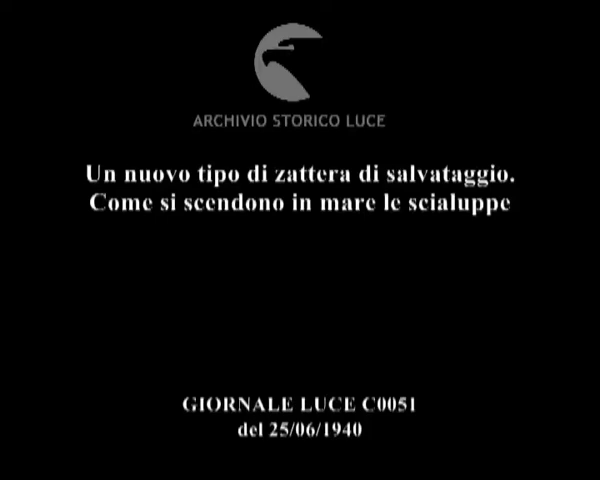 ARCHIVIO STORICO LUCE
Un nuovo tipo di zattera di salvataggio.
Come si scendono in mare le scialuppe
GIORNALE LUCE C0051
del 25/06/1940